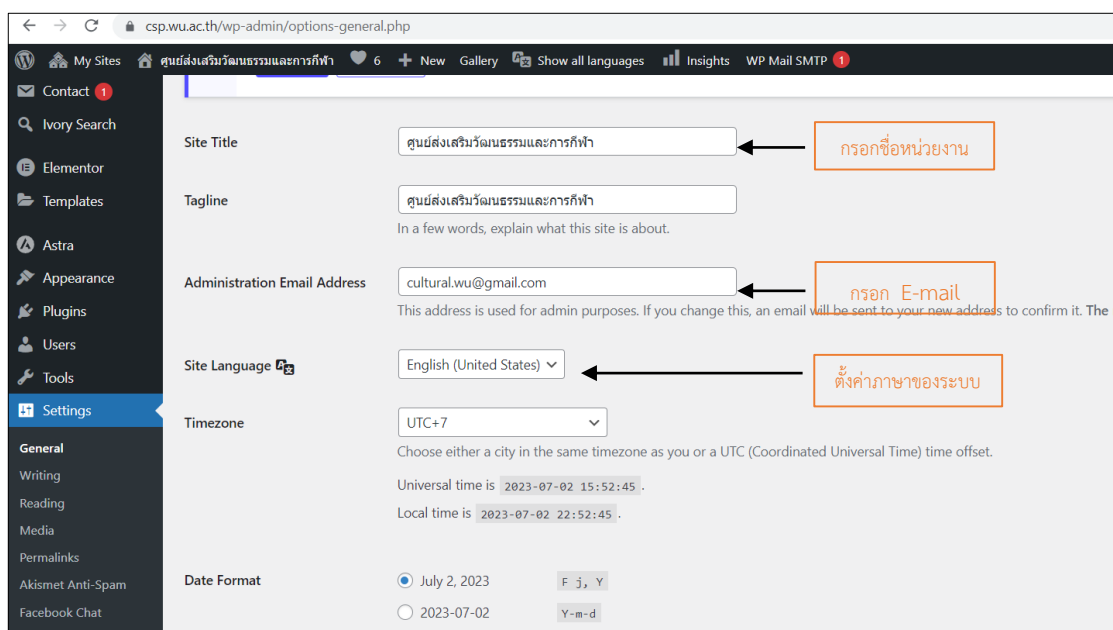 csp.wu.ac.th/wp-admin/options-general.php
My Sites ศูนย์ส่งเสริมวัฒนธรรมและการกีฬา 6 New Gallery Show all languages Insights WP Mail SMTP 1
Contact 1
Ivory Search
Elementor
Templates
Astra
Appearance
Plugins
Users
Tools
Settings
General
Writing
Reading
Media
Permalinks
Akismet Anti-Spam
Facebook Chat
Site Title ศูนย์ส่งเสริมวัฒนธรรมและการกีฬา กรอกชื่อหน่วยงาน
Tagline ศูนย์ส่งเสริมวัฒนธรรมและการกีฬา
In a few words, explain what this site is about.
Administration Email Address cultural.wu@gmail.com กรอก E-mail
This address is used for admin purposes. If you change this, an email will be sent to your new address to confirm it. The
Site Language English (United States) ตั้งค่าภาษาของระบบ
Timezone UTC+7
Choose either a city in the same timezone as you or a UTC (Coordinated Universal Time) time offset.
Universal time is 2023-07-02 15:52:45 .
Local time is 2023-07-02 22:52:45 .
Date Format July 2, 2023 F j, Y
2023-07-02 Y-m-d